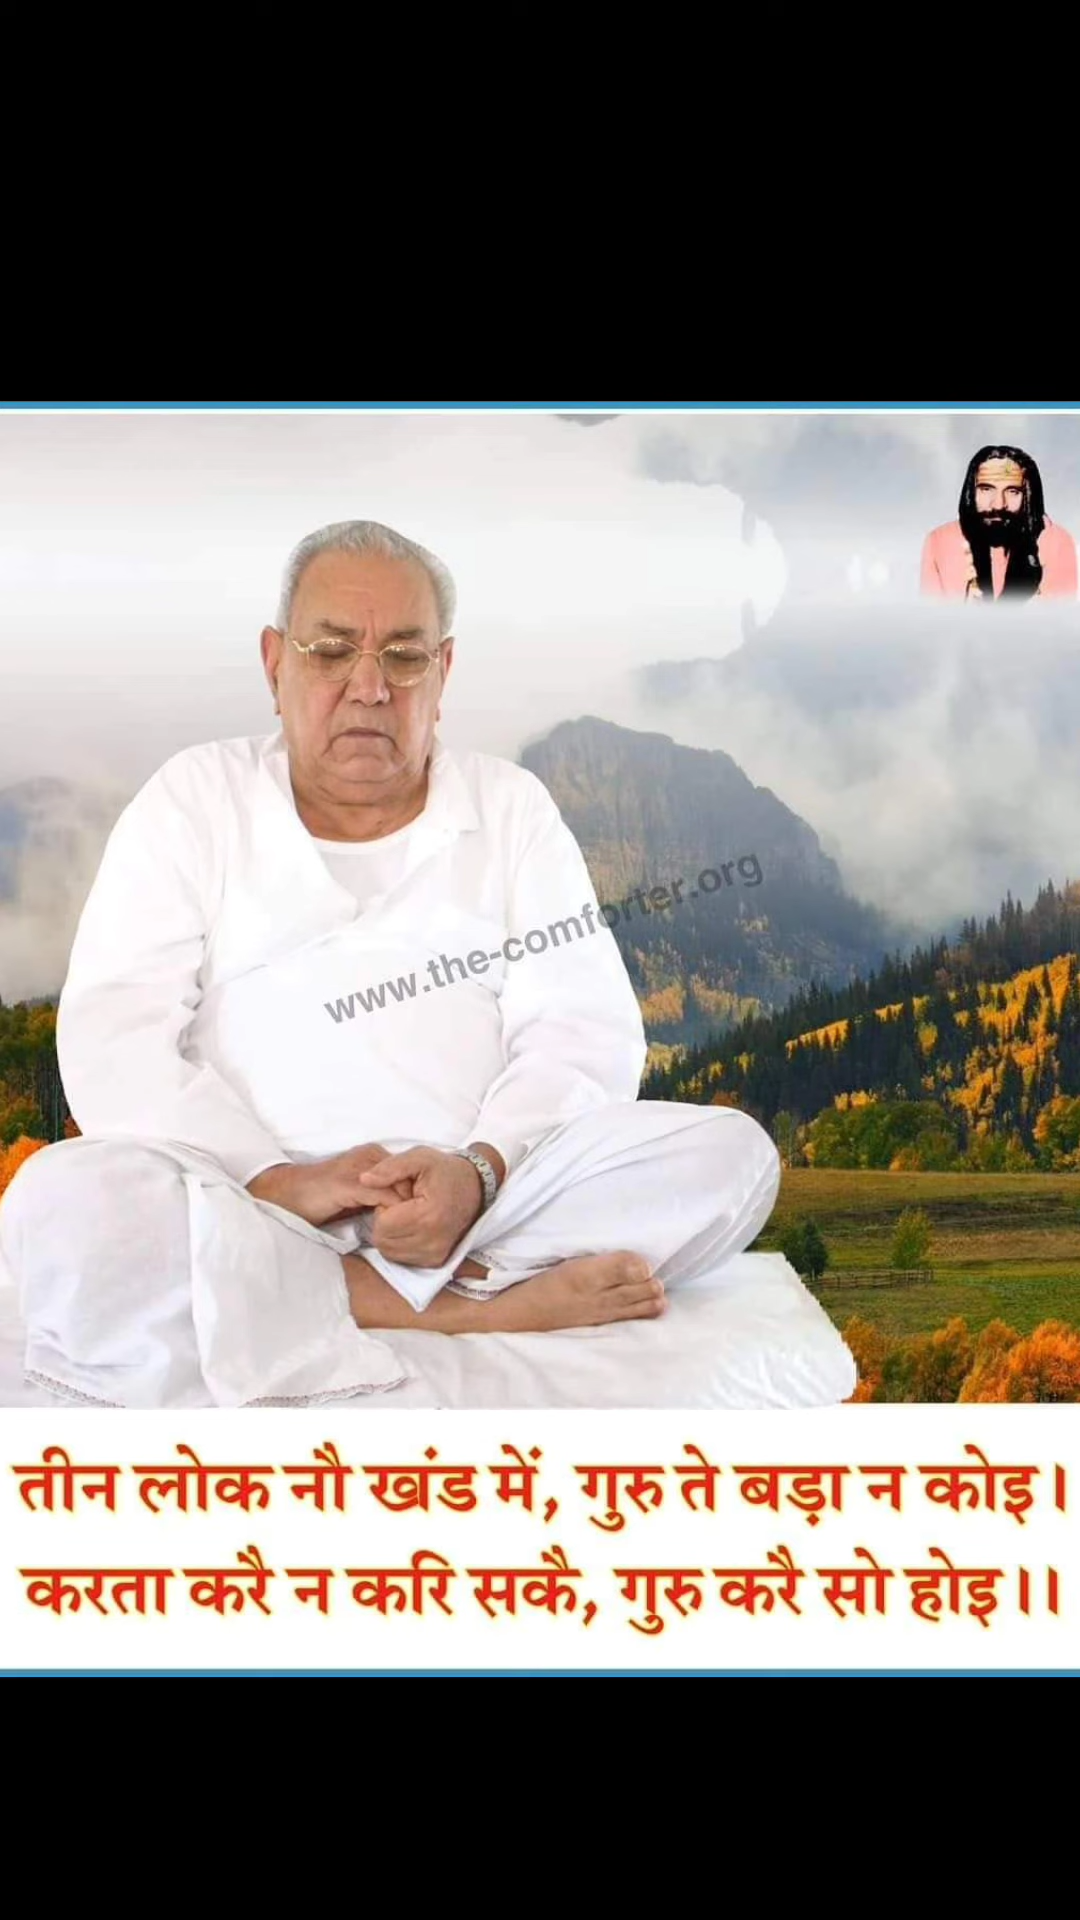 www.the-comforter.org
तीन लोक नौ खंड में, गुरु ते बड़ा न कोइ।
करता करै न करि सकै, गुरु करै सो होइ।।